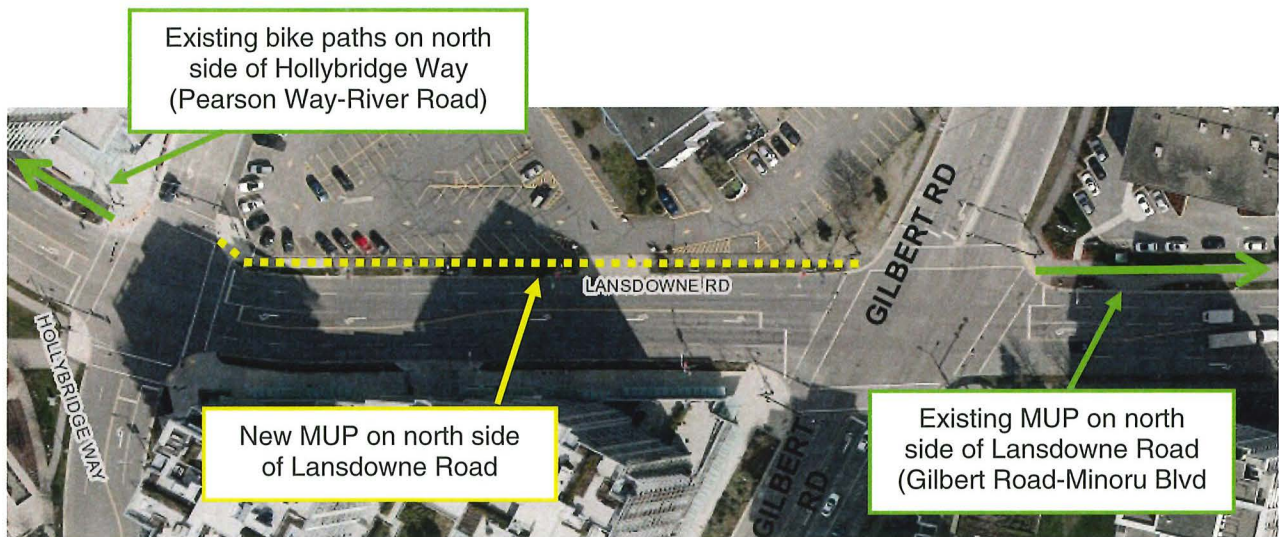 Existing bike paths on north
side of Hollybridge Way
(Pearson Way-River Road)
GILBERT RD
LANSDOWNE RD
HOLLYBRIDGE WAY
New MUP on north side
of Lansdowne Road
GILBERT
RD
Existing MUP on north
side of Lansdowne Road
(Gilbert Road-Minoru Blvd